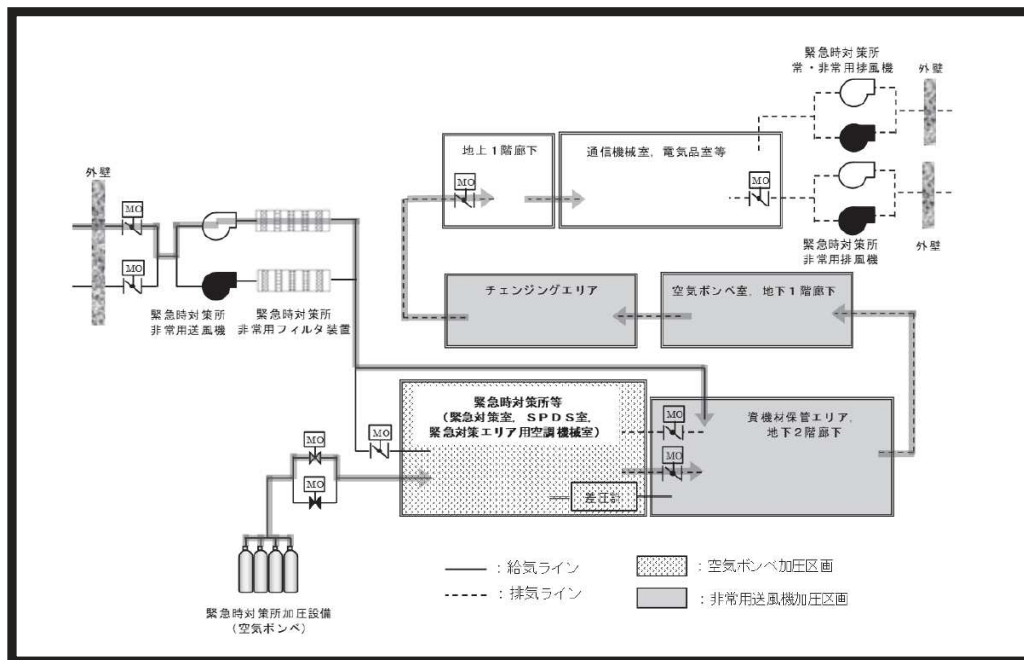 緊急時対策所
常・非常用排風機
外壁
地上１階廊下
通信機械室，電気品室等
MO
MO
外壁
MO
MO
緊急時対策所
非常用排風機
外壁
緊急時対策所
非常用送風機
緊急時対策所
非常用フィルタ装置
チェンジングエリア
空気ボンベ室，地下１階廊下
緊急時対策所等
（緊急対策室，ＳＰＤＳ室，
緊急対策エリア用空調機械室）
MO
資機材保管エリア，
地下２階廊下
MO
MO
MO
MO
差圧計
緊急時対策所加圧設備
（空気ボンベ）
：給気ライン
：排気ライン
：空気ボンベ加圧区画
：非常用送風機加圧区画